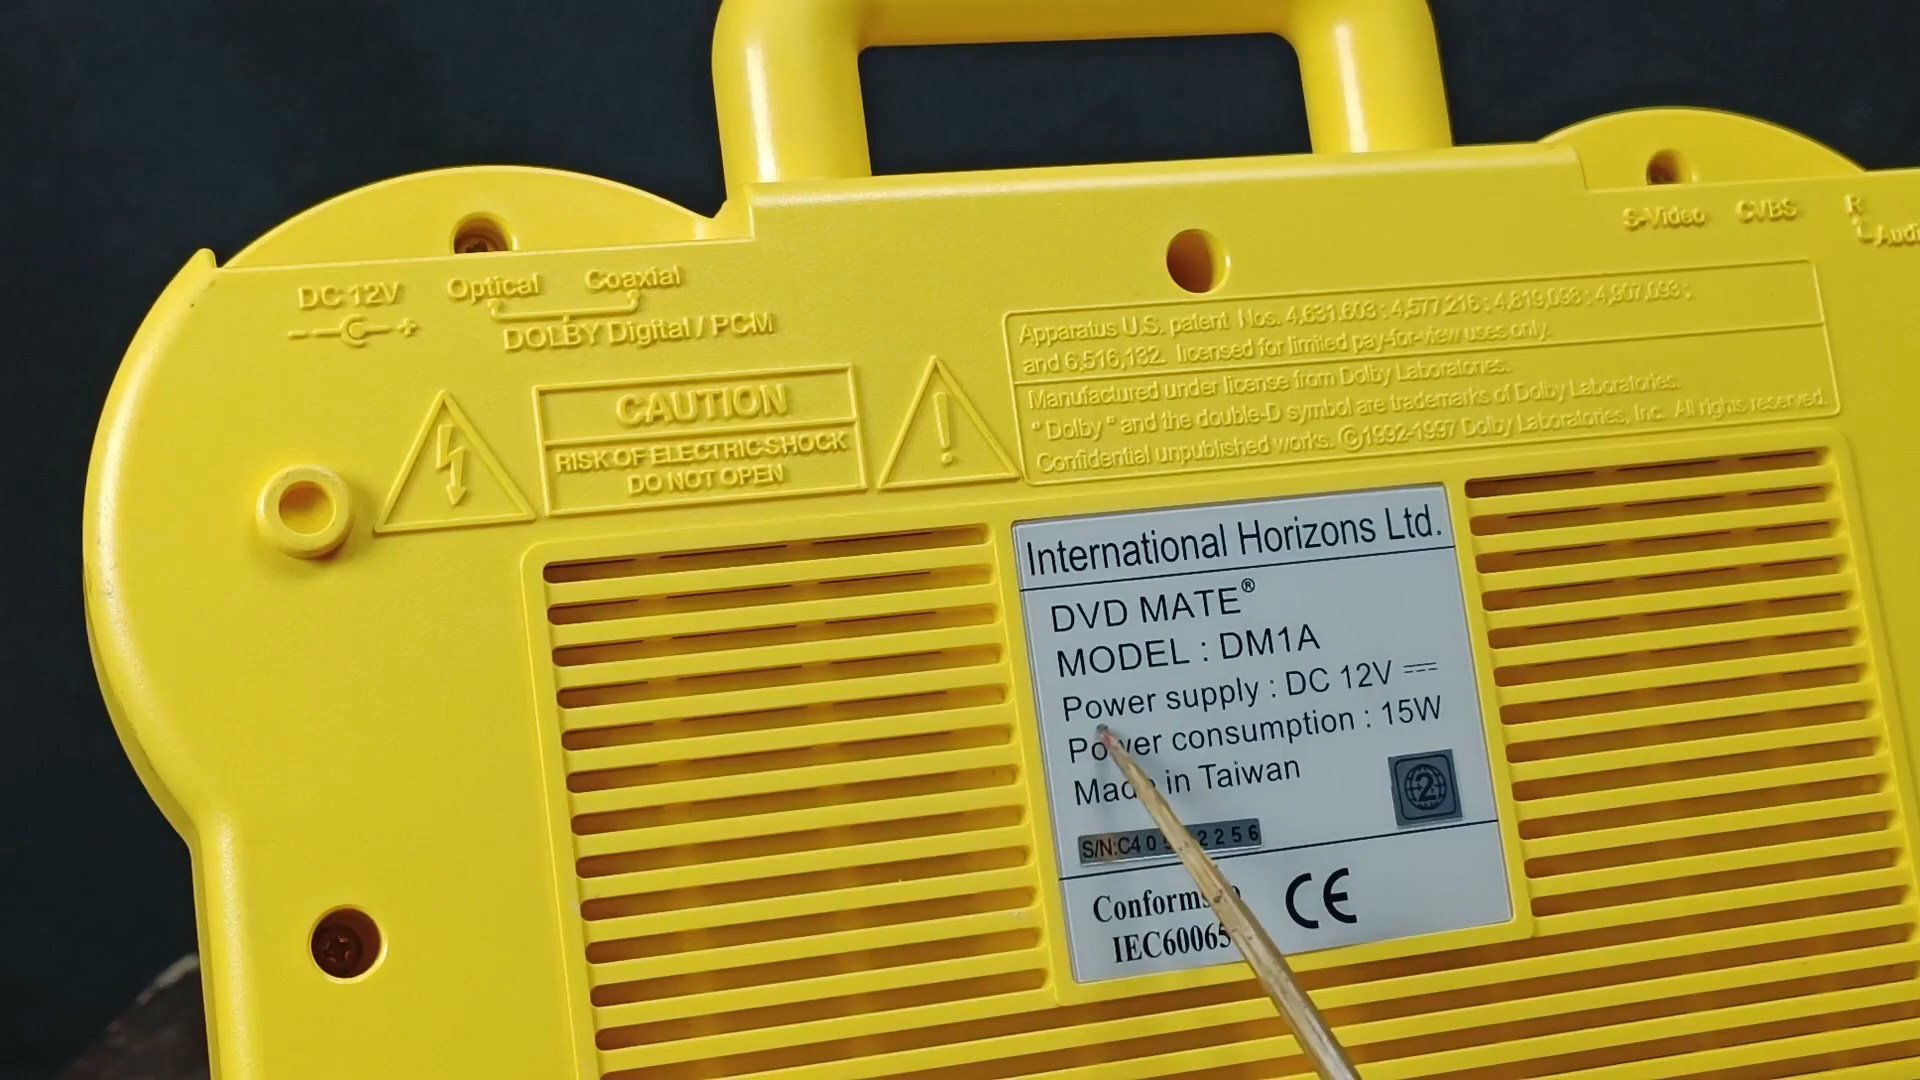 DC 12V
Optical Coaxial
DOLBY Digital / PCM
S-Video CVBS R
L Audi
CAUTION
RISK OF ELECTRIC SHOCK
DO NOT OPEN
Apparatus U.S. patent Nos. 4,631,603; 4,577,216; 4,819,098; 4,907,093;
and 6,516,132. licensed for limited pay-for-view uses only.
Manufactured under license from Dolby Laboratories.
"Dolby" and the double-D symbol are trademarks of Dolby Laboratories.
Confidential unpublished works. ©1992-1997 Dolby Laboratories, Inc. All rights reserved.
International Horizons Ltd.
DVD MATE®
MODEL : DM1A
Power supply : DC 12V ⎓
Power consumption : 15W
Made in Taiwan
2
S/N:C40 2256
Conforms to
IEC60065
CE